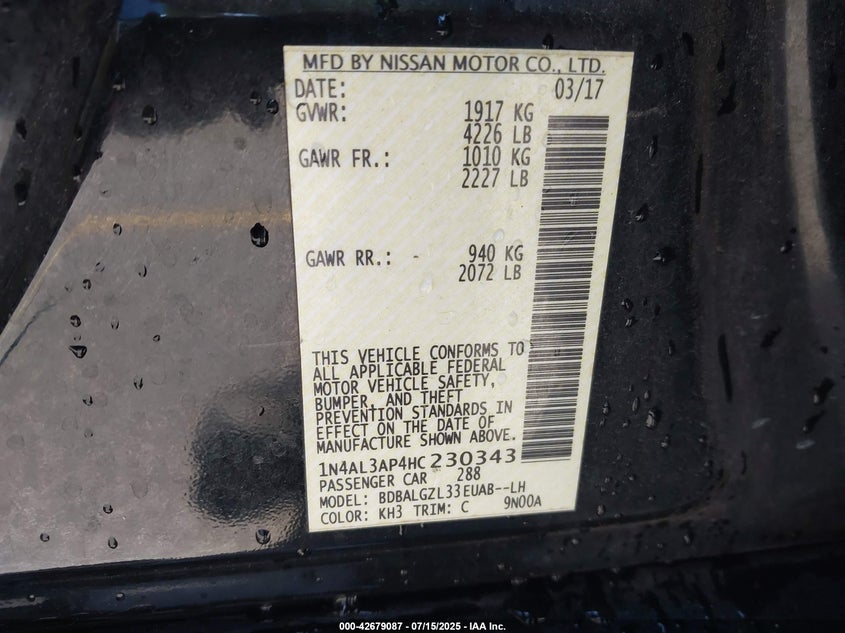 MFD BY NISSAN MOTOR CO., LTD.
DATE: 03/17
GVWR: 1917 KG
4226 LB
GAWR FR.: 1010 KG
2227 LB
GAWR RR.: - 940 KG
2072 LB
THIS VEHICLE CONFORMS TO
ALL APPLICABLE FEDERAL
MOTOR VEHICLE SAFETY,
BUMPER, AND THEFT
PREVENTION STANDARDS IN
EFFECT ON THE DATE OF
MANUFACTURE SHOWN ABOVE.
1N4AL3AP4HC230343
PASSENGER CAR 288
MODEL: BDBALGZL33EUAB--LH
COLOR: KH3 TRIM: C 9N00A
000-42679087 - 07/15/2025 - IAA Inc.